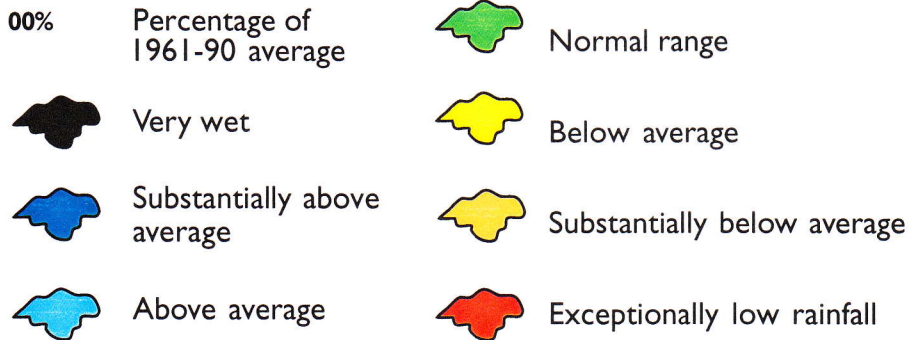 00%
Percentage of
1961-90 average
Very wet
Substantially above
average
Above average
Normal range
Below average
Substantially below average
Exceptionally low rainfall